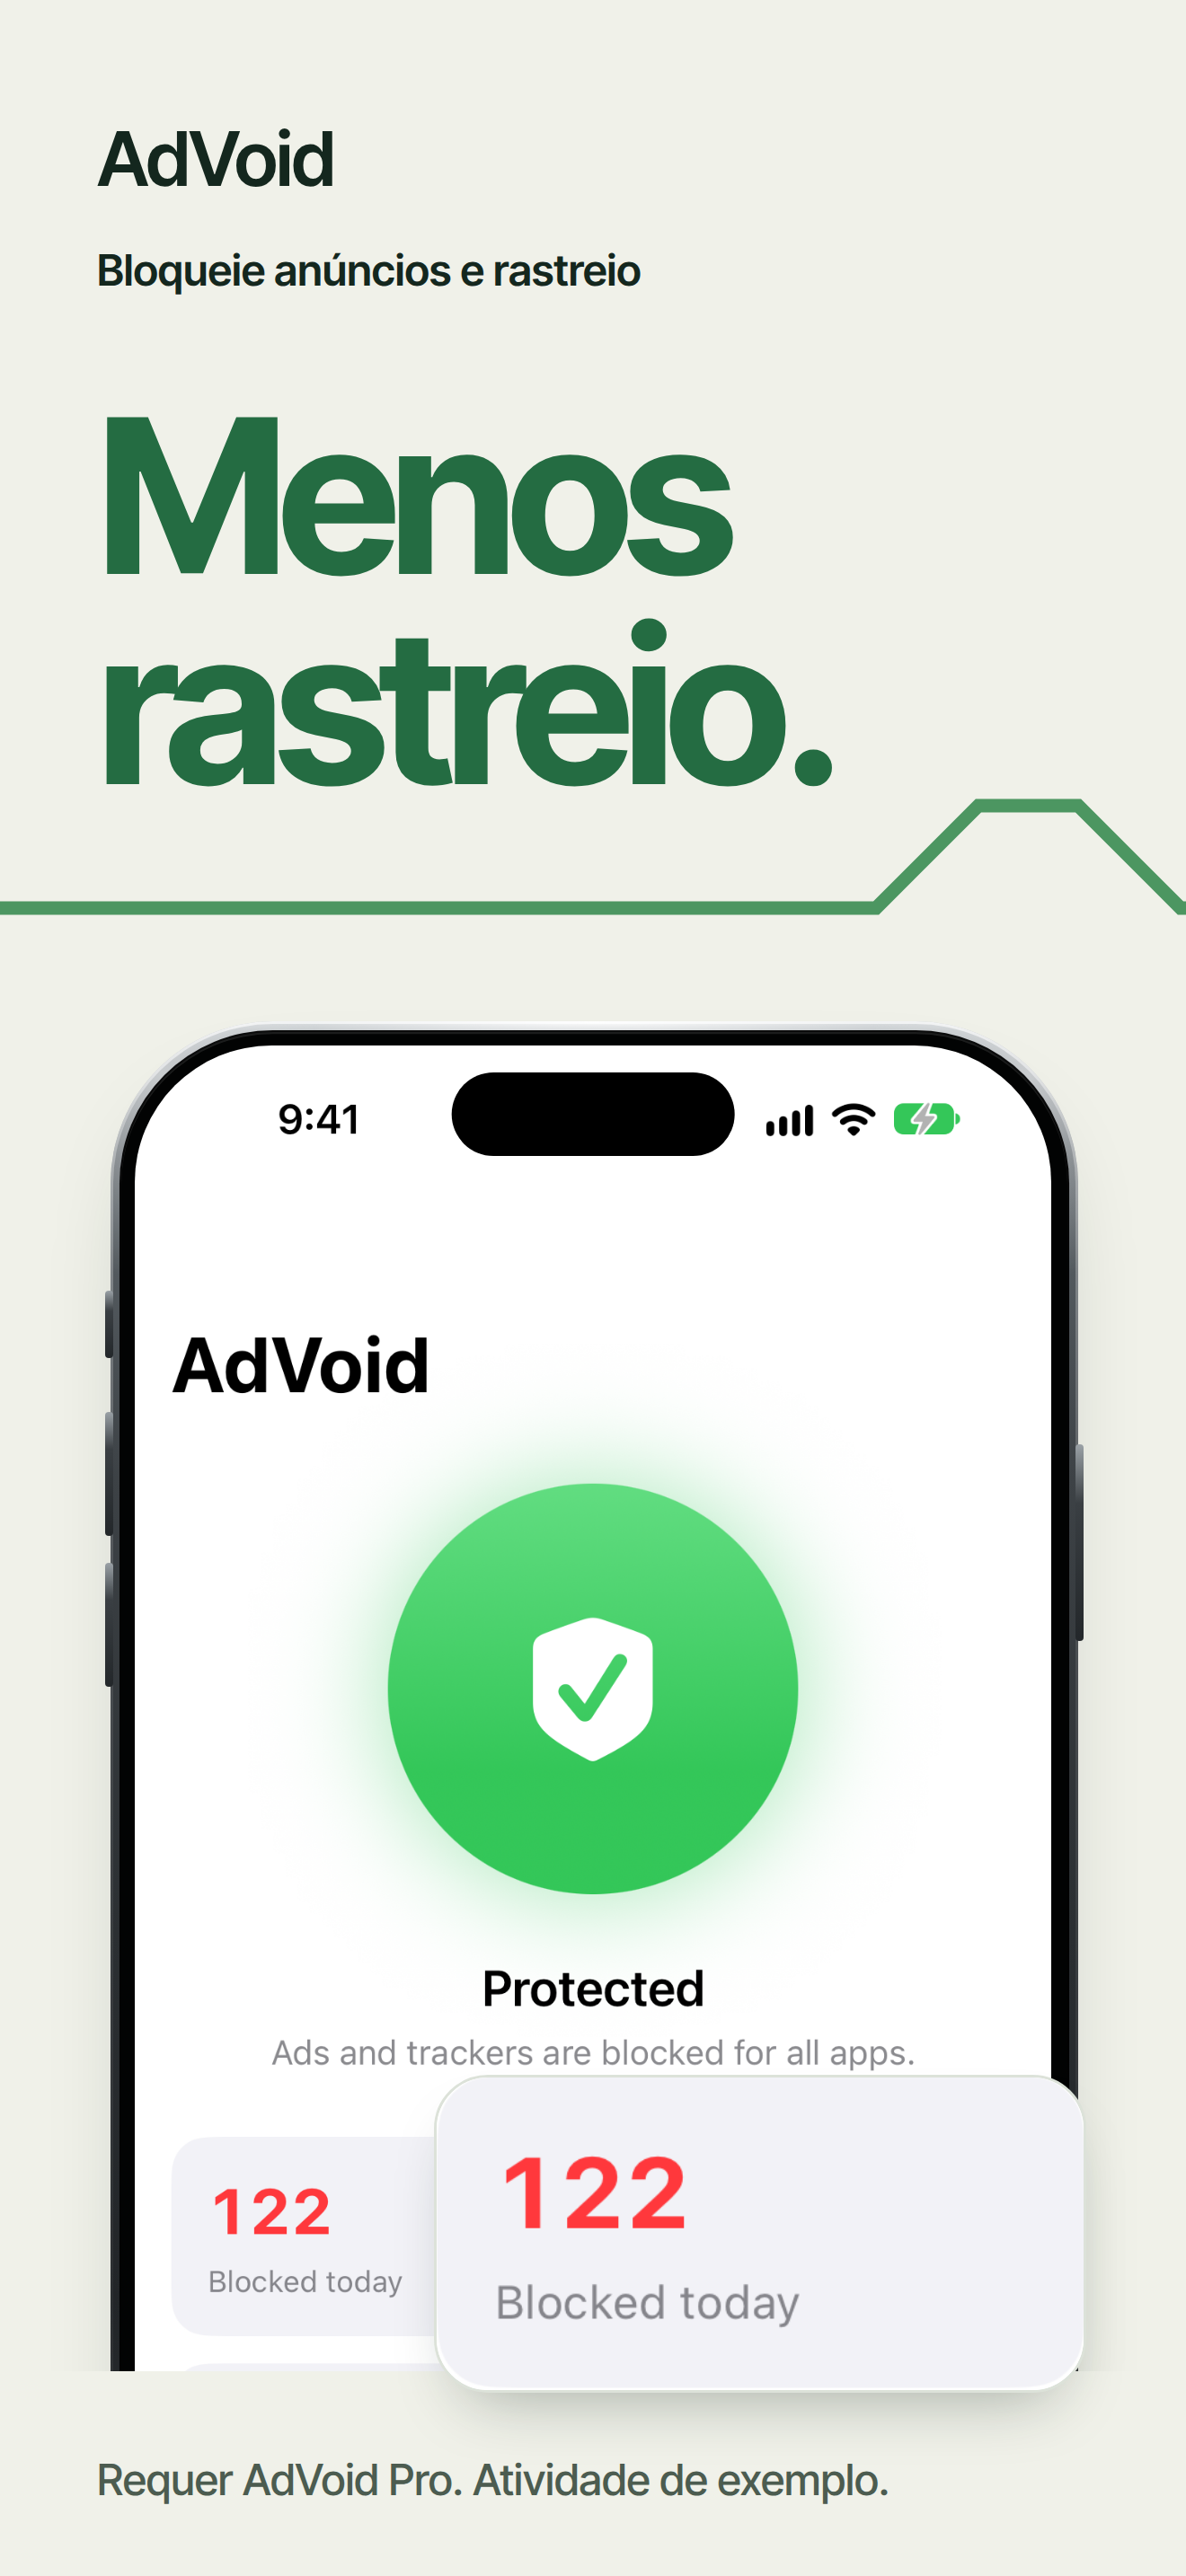 AdVoid
Bloqueie anúncios e rastreio
Menos
rastreio.
9:41
AdVoid
Protected
Ads and trackers are blocked for all apps.
122
Blocked today
122
Blocked today
Requer AdVoid Pro. Atividade de exemplo.